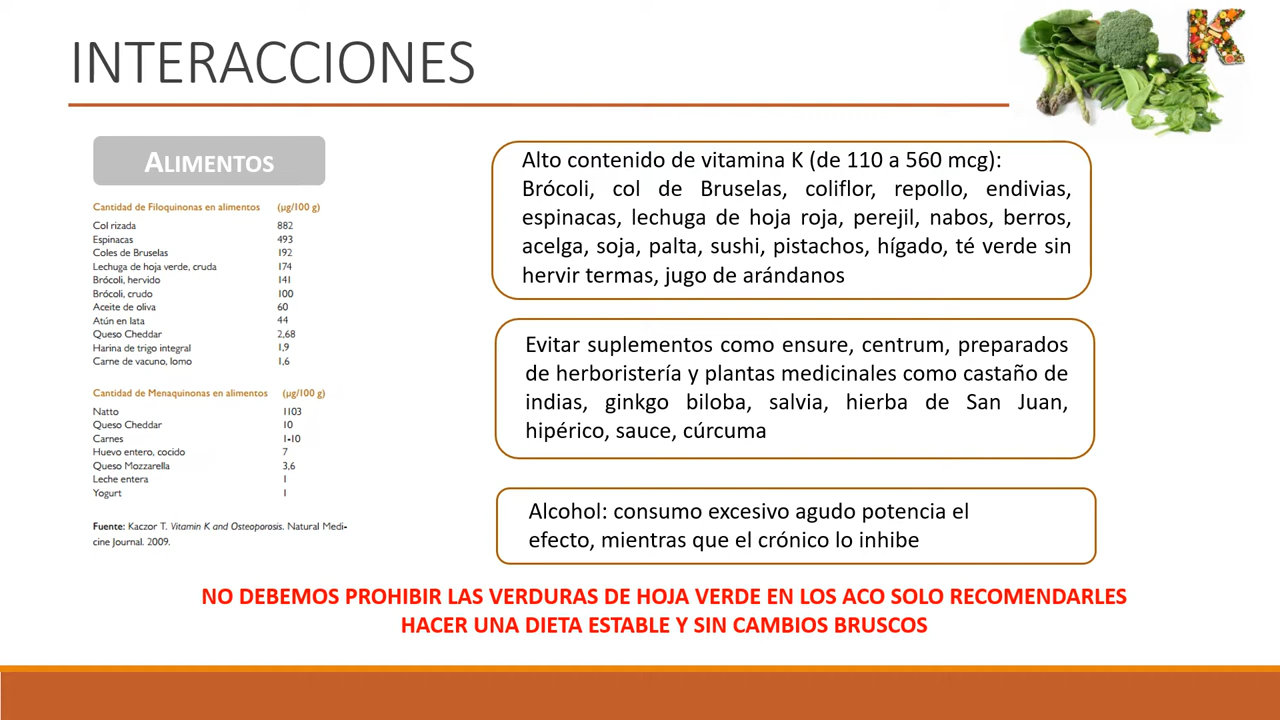 INTERACCIONES
K
ALIMENTOS
Cantidad de Filoquinonas en alimentos (µg/100 g)
Col rizada 882
Espinacas 493
Coles de Bruselas 192
Lechuga de hoja verde, cruda 174
Brócoli, hervido 141
Brócoli, crudo 100
Aceite de oliva 60
Atún en lata 44
Queso Cheddar 2,68
Harina de trigo integral 1,9
Carne de vacuno, lomo 1,6
Cantidad de Menaquinonas en alimentos (µg/100 g)
Natto 1103
Queso Cheddar 10
Carnes 1-10
Huevo entero, cocido 7
Queso Mozzarella 3,6
Leche entera 1
Yogurt 1
Fuente: Kaczor T. Vitamin K and Osteoporosis. Natural Medi-
cine Journal. 2009.
Alto contenido de vitamina K (de 110 a 560 mcg):
Brócoli, col de Bruselas, coliflor, repollo, endivias,
espinacas, lechuga de hoja roja, perejil, nabos, berros,
acelga, soja, palta, sushi, pistachos, hígado, té verde sin
hervir termas, jugo de arándanos
Evitar suplementos como ensure, centrum, preparados
de herboristería y plantas medicinales como castaño de
indias, ginkgo biloba, salvia, hierba de San Juan,
hipérico, sauce, cúrcuma
Alcohol: consumo excesivo agudo potencia el
efecto, mientras que el crónico lo inhibe
NO DEBEMOS PROHIBIR LAS VERDURAS DE HOJA VERDE EN LOS ACO SOLO RECOMENDARLES
HACER UNA DIETA ESTABLE Y SIN CAMBIOS BRUSCOS